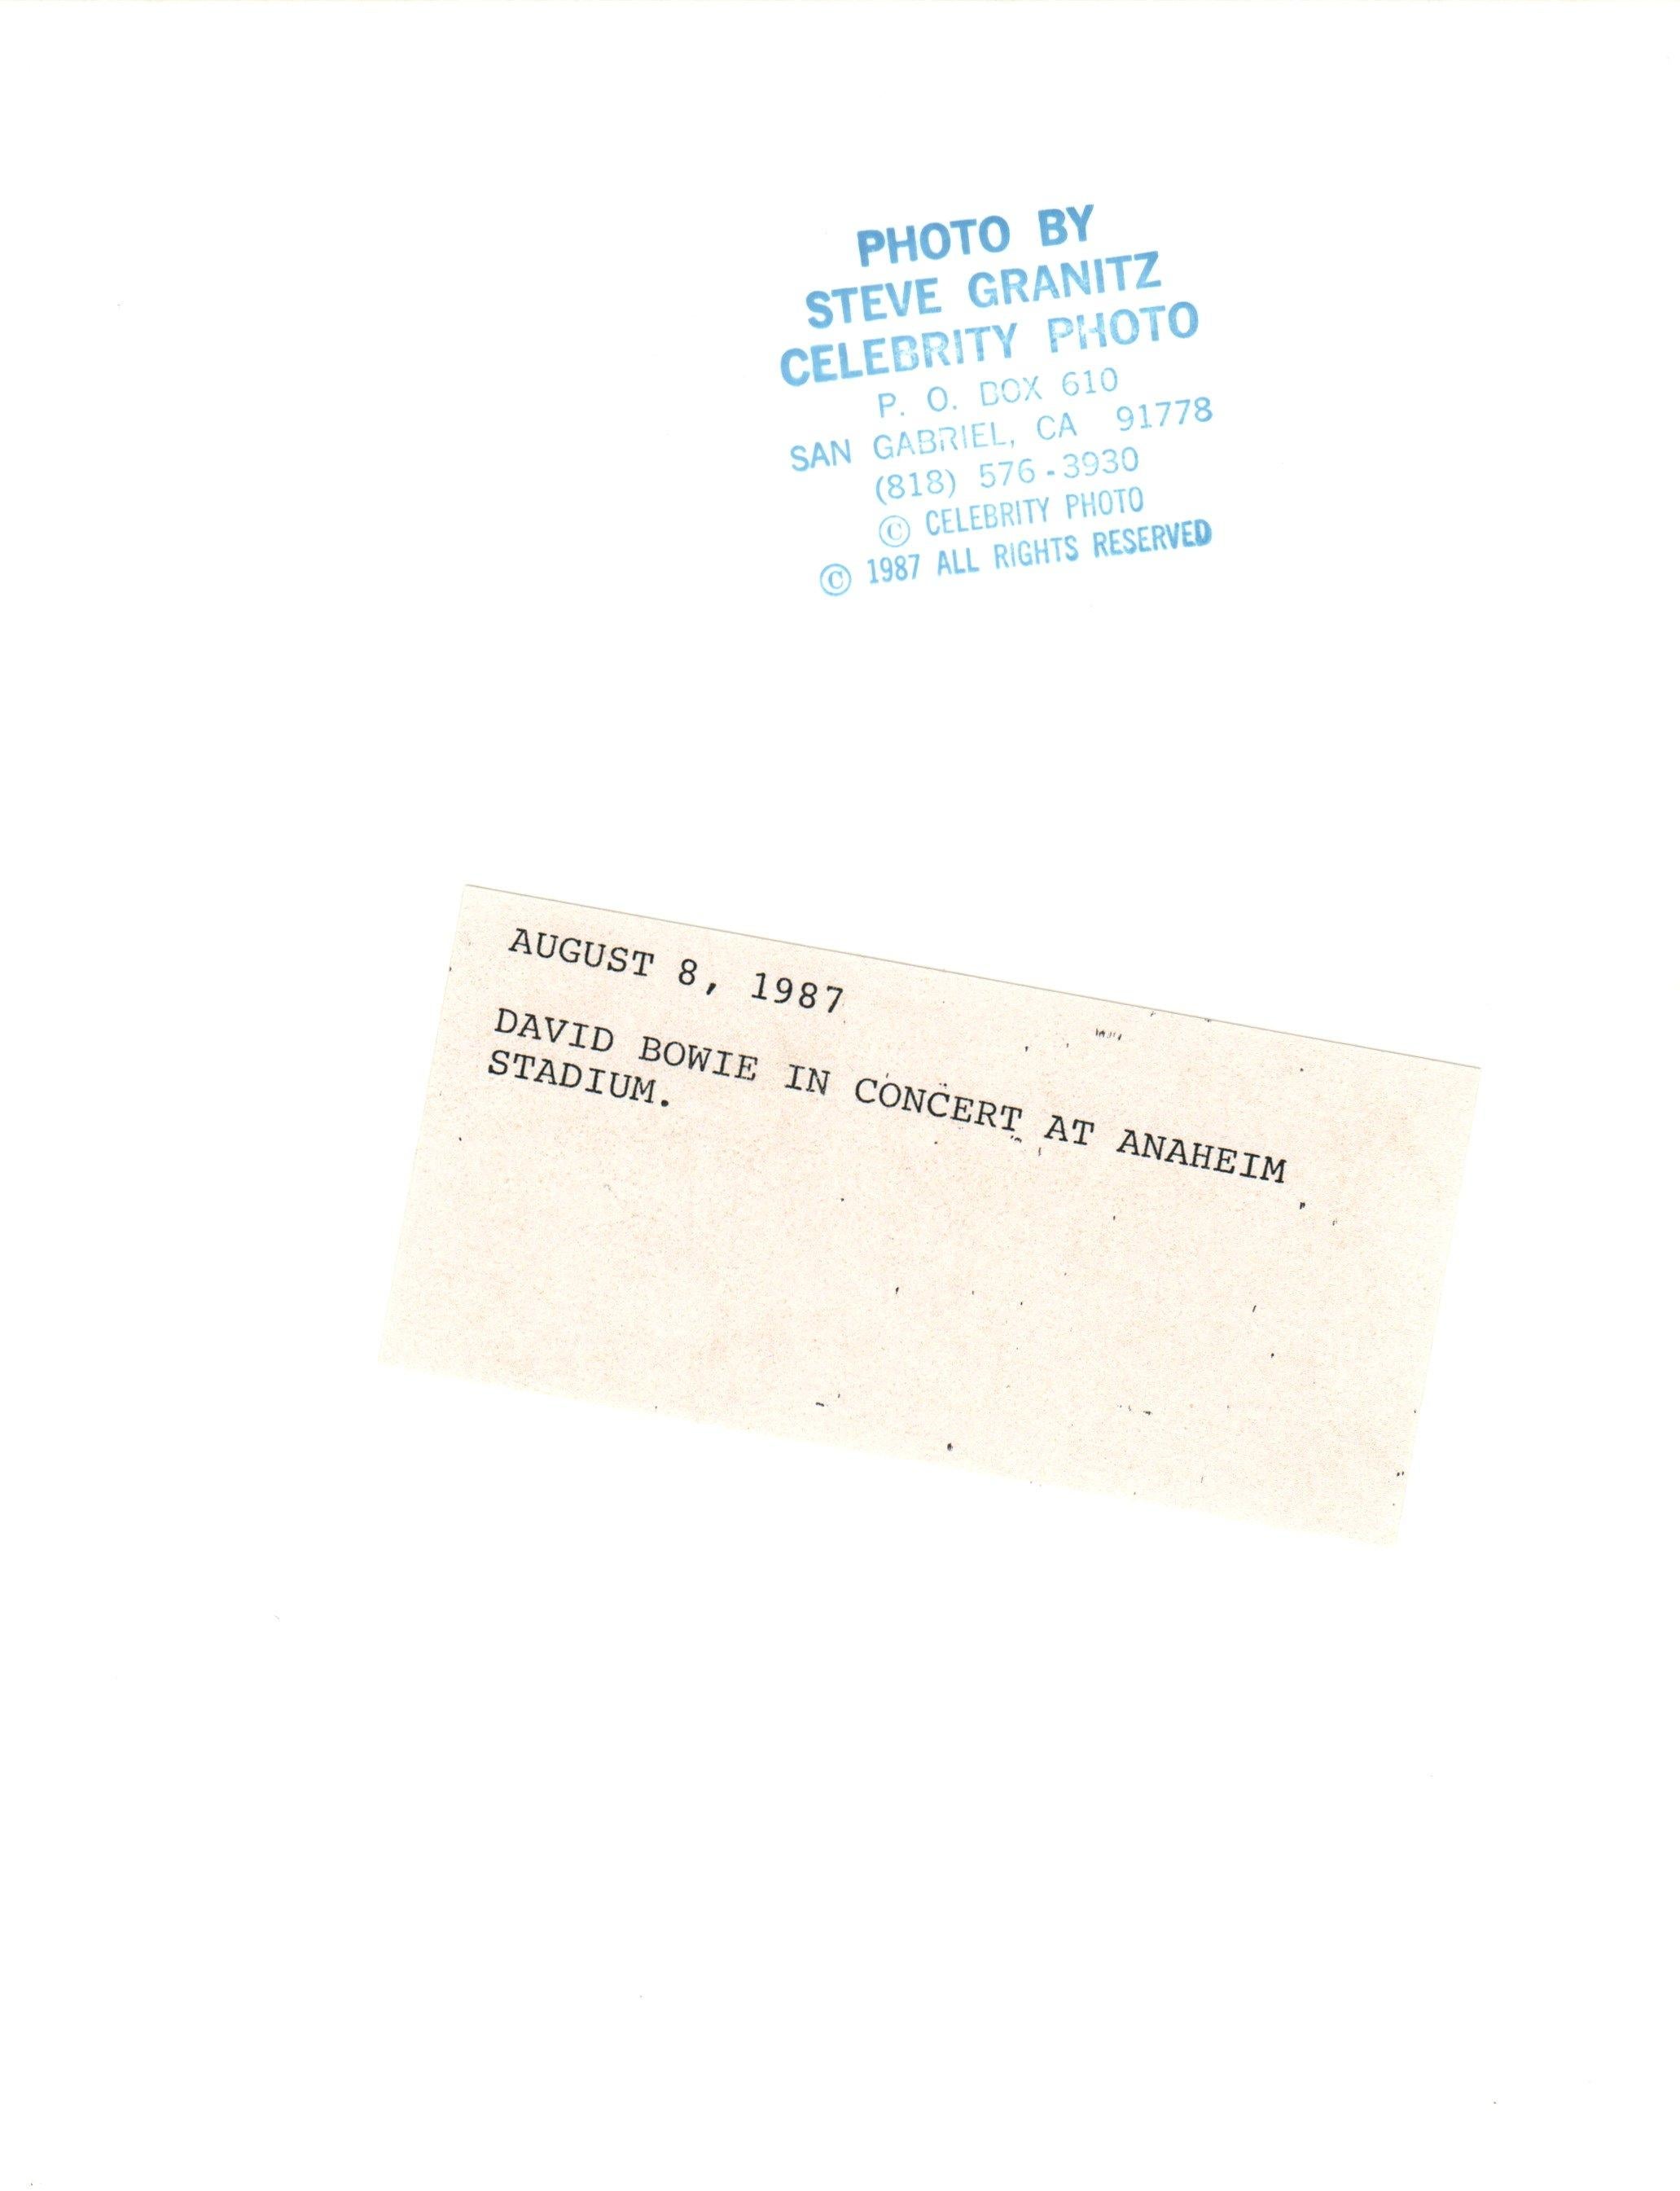 PHOTO BY
STEVE GRANITZ
CELEBRITY PHOTO
P. O. BOX 610
SAN GABRIEL, CA 91778
(818) 576-3930
© CELEBRITY PHOTO
© 1987 ALL RIGHTS RESERVED
AUGUST 8, 1987
DAVID BOWIE IN CONCERT AT ANAHEIM
STADIUM.